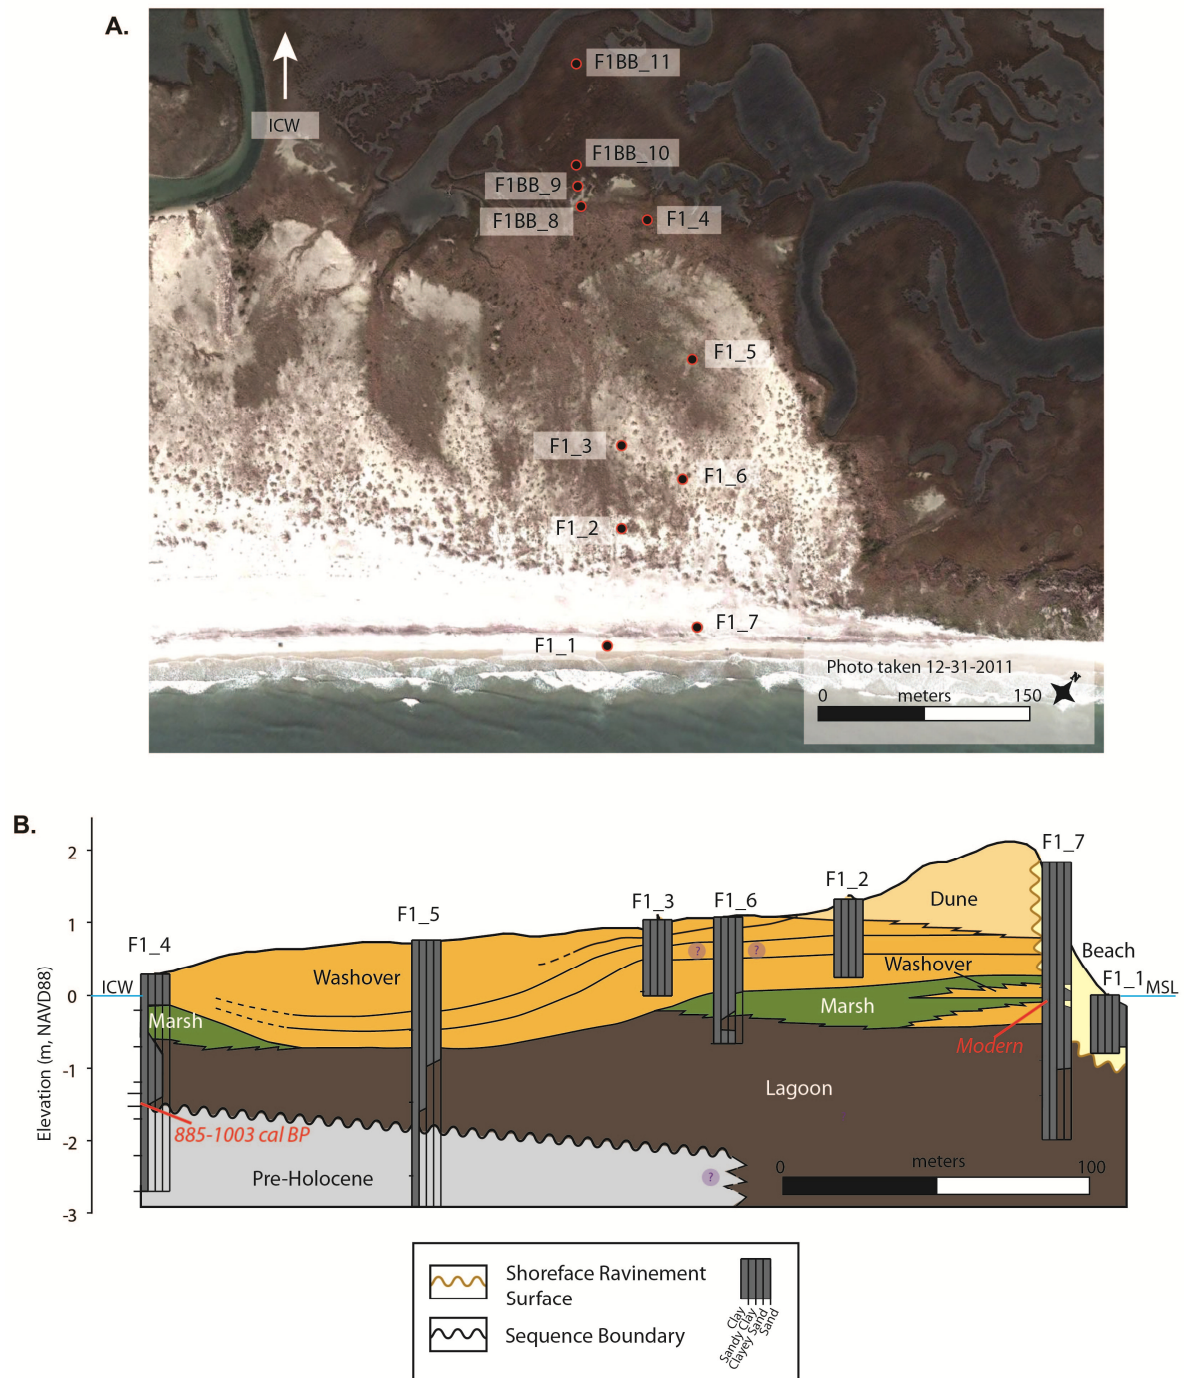 A.
F1BB_11
ICW
F1BB_10
F1BB_9
F1BB_8
F1_4
F1_5
F1_3
F1_6
F1_2
F1_7
F1_1
Photo taken 12-31-2011
0 meters 150
N
B.
Elevation (m, NAVD88)
2
1
0
-1
-2
-3
F1_7
F1_2
F1_3
F1_6
F1_5
F1_4
Dune
Beach
F1_1
MSL
ICW
Washover
? ?
Washover
Marsh
Marsh
Modern
Lagoon
885-1003 cal BP
Pre-Holocene
?
0 meters 100
Shoreface Ravinement
Surface
Sequence Boundary
Clay
Sandy Clay
Clayey Sand
Sand